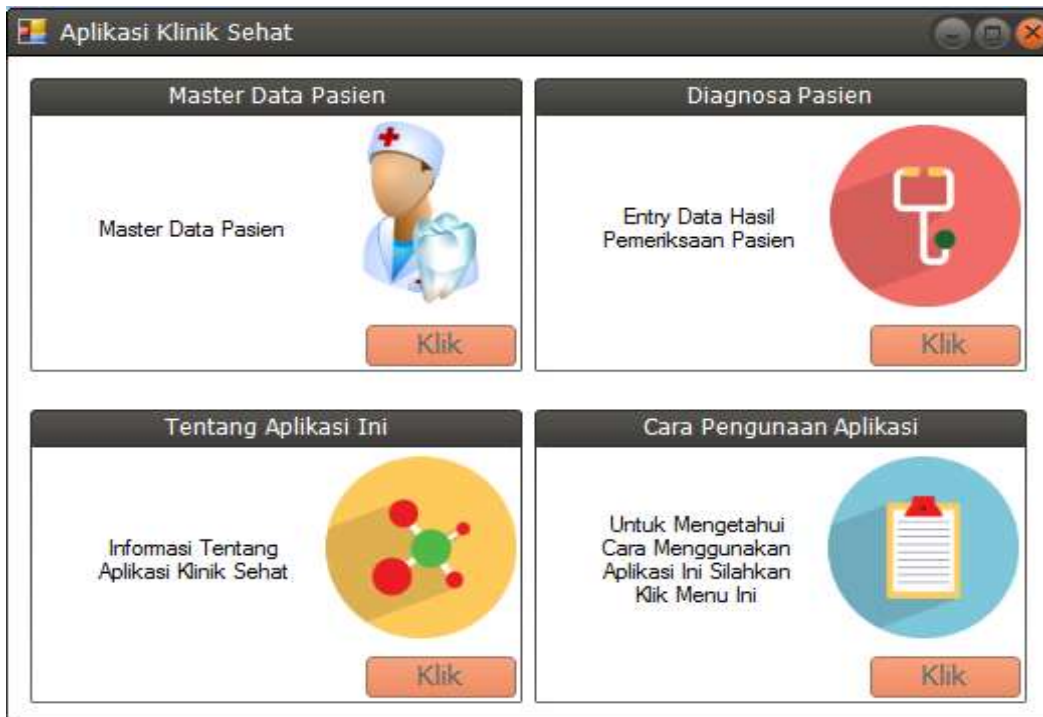 Aplikasi Klinik Sehat
Master Data Pasien
Master Data Pasien
Klik
Diagnosa Pasien
Entry Data Hasil
Pemeriksaan Pasien
Klik
Tentang Aplikasi Ini
Informasi Tentang
Aplikasi Klinik Sehat
Klik
Cara Pengunaan Aplikasi
Untuk Mengetahui
Cara Menggunakan
Aplikasi Ini Silahkan
Klik Menu Ini
Klik